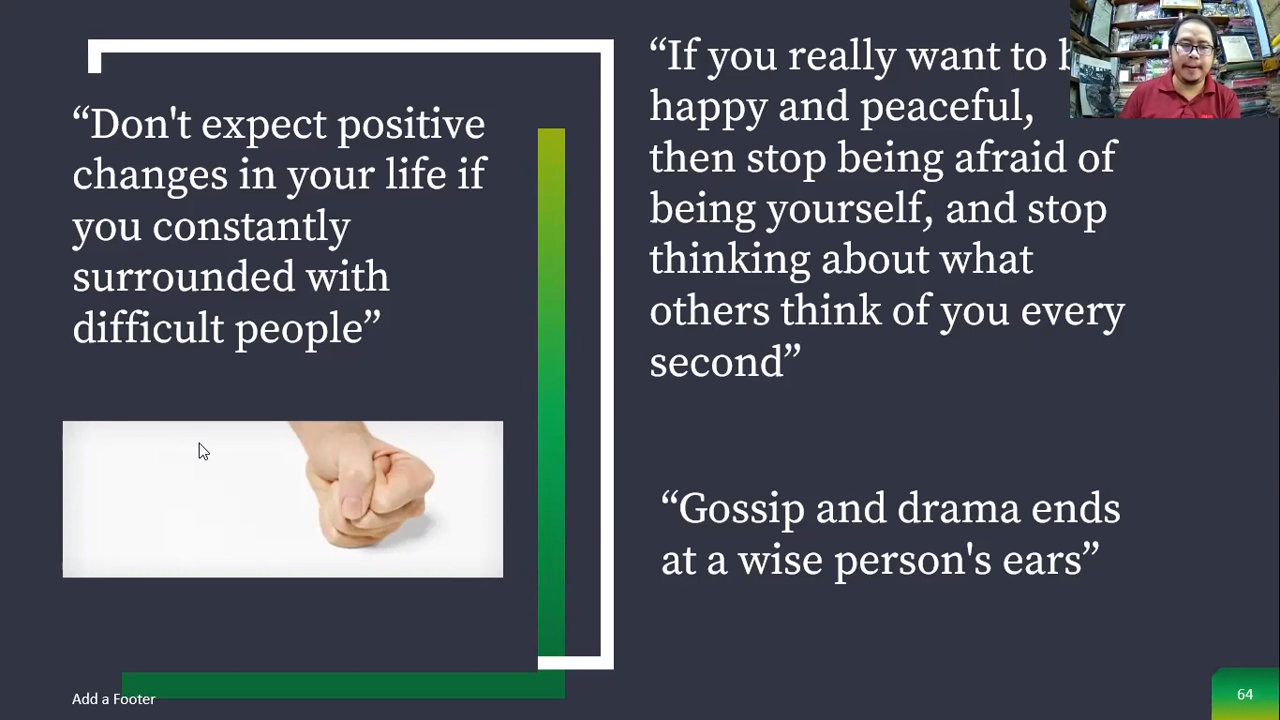 “Don't expect positive
changes in your life if
you constantly
surrounded with
difficult people”
“If you really want to
happy and peaceful,
then stop being afraid of
being yourself, and stop
thinking about what
others think of you every
second”
“Gossip and drama ends
at a wise person's ears”
Add a Footer
64